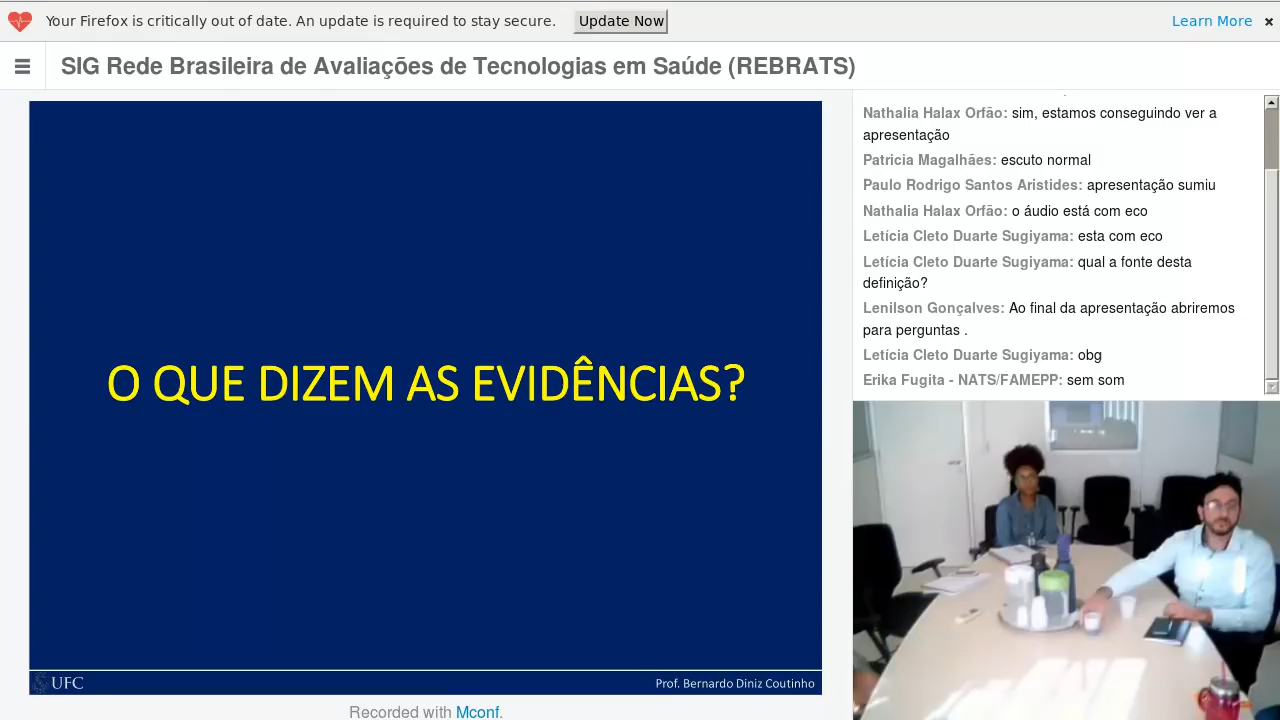 Your Firefox is critically out of date. An update is required to stay secure. Update Now Learn More ×
SIG Rede Brasileira de Avaliações de Tecnologias em Saúde (REBRATS)
O QUE DIZEM AS EVIDÊNCIAS?
UFC
Prof. Bernardo Diniz Coutinho
Recorded with Mconf.
Nathalia Halax Orfão: sim, estamos conseguindo ver a
apresentação
Patricia Magalhães: escuto normal
Paulo Rodrigo Santos Aristides: apresentação sumiu
Nathalia Halax Orfão: o áudio está com eco
Letícia Cleto Duarte Sugiyama: esta com eco
Letícia Cleto Duarte Sugiyama: qual a fonte desta
definição?
Lenilson Gonçalves: Ao final da apresentação abriremos
para perguntas .
Letícia Cleto Duarte Sugiyama: obg
Erika Fugita - NATS/FAMEPP: sem som